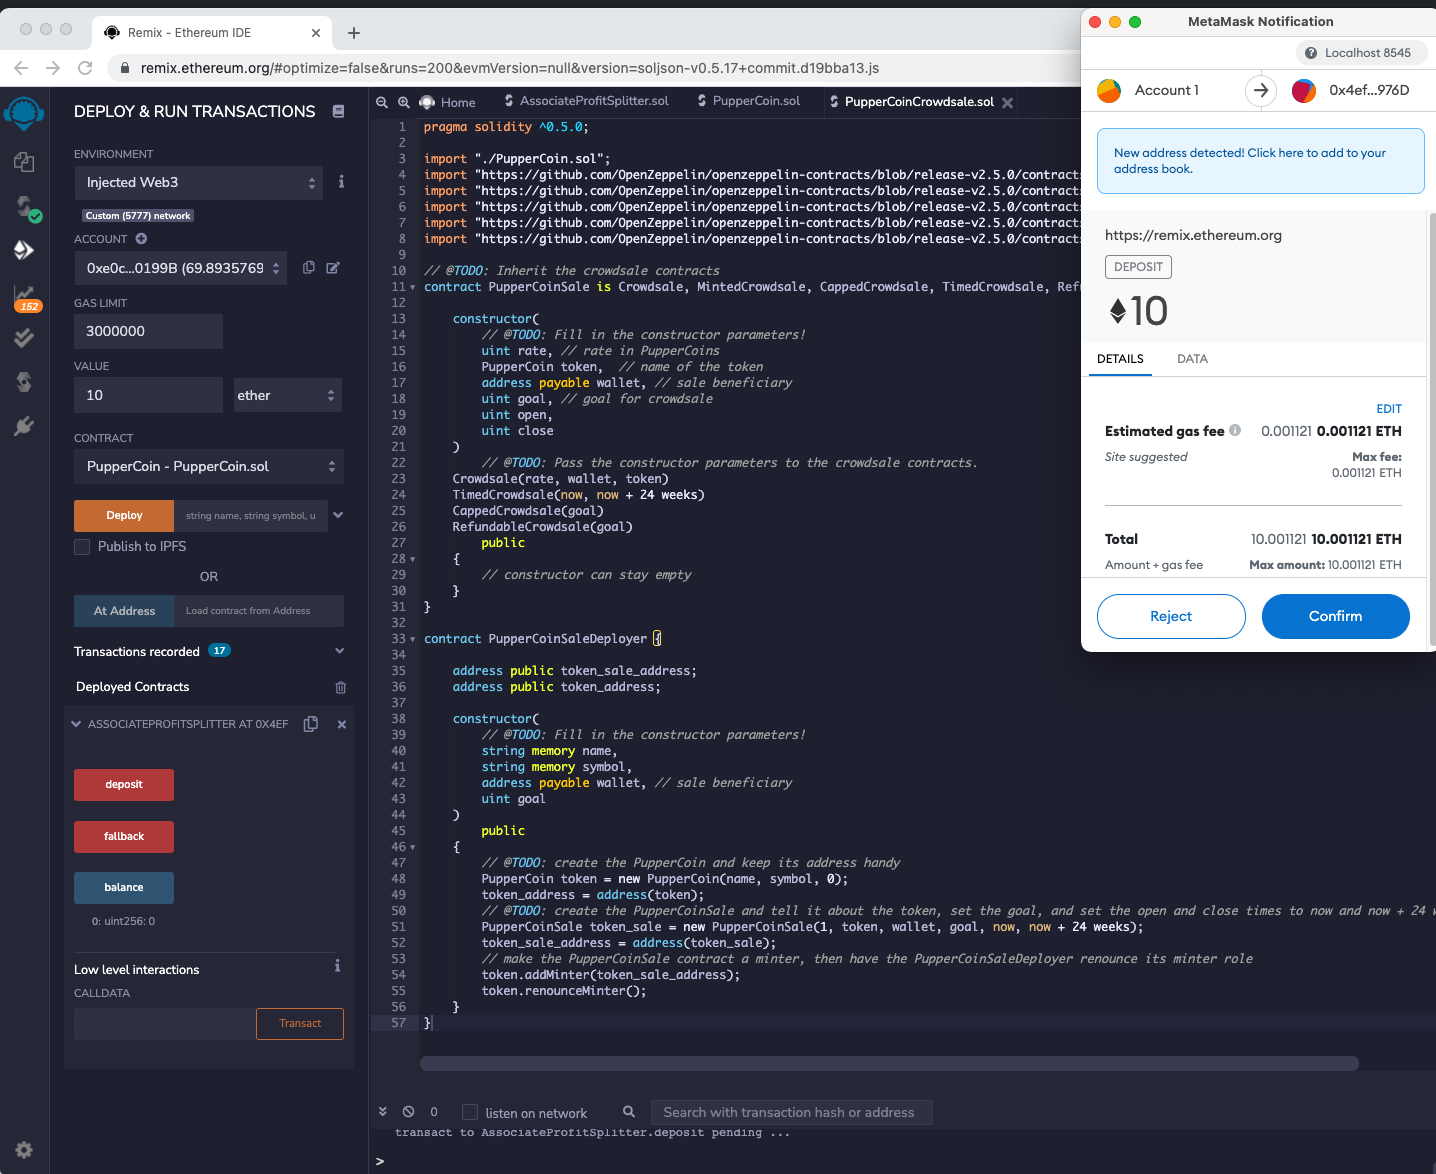 Remix - Ethereum IDE
remix.ethereum.org/#optimize=false&runs=200&evmVersion=null&version=soljson-v0.5.17+commit.d19bba13.js
DEPLOY & RUN TRANSACTIONS
ENVIRONMENT
Injected Web3
Custom (5777) network
ACCOUNT
0xe0c...0199B (69.8935769
GAS LIMIT
3000000
VALUE
10
ether
CONTRACT
PupperCoin - PupperCoin.sol
Deploy
string name, string symbol, u
Publish to IPFS
OR
At Address
Load contract from Address
Transactions recorded 17
Deployed Contracts
ASSOCIATEPROFITSPLITTER AT 0X4EF
deposit
fallback
balance
0: uint256: 0
Low level interactions
CALLDATA
Transact
152
Home
AssociateProfitSplitter.sol
PupperCoin.sol
PupperCoinCrowdsale.sol
1 pragma solidity ^0.5.0;
2
3 import "./PupperCoin.sol";
4 import "https://github.com/OpenZeppelin/openzeppelin-contracts/blob/release-v2.5.0/contracts
5 import "https://github.com/OpenZeppelin/openzeppelin-contracts/blob/release-v2.5.0/contracts
6 import "https://github.com/OpenZeppelin/openzeppelin-contracts/blob/release-v2.5.0/contracts
7 import "https://github.com/OpenZeppelin/openzeppelin-contracts/blob/release-v2.5.0/contracts
8 import "https://github.com/OpenZeppelin/openzeppelin-contracts/blob/release-v2.5.0/contracts
9
10 // @TODO: Inherit the crowdsale contracts
11 contract PupperCoinSale is Crowdsale, MintedCrowdsale, CappedCrowdsale, TimedCrowdsale, Ref
12
13 constructor(
14 // @TODO: Fill in the constructor parameters!
15 uint rate, // rate in PupperCoins
16 PupperCoin token, // name of the token
17 address payable wallet, // sale beneficiary
18 uint goal, // goal for crowdsale
19 uint open,
20 uint close
21 )
22 // @TODO: Pass the constructor parameters to the crowdsale contracts.
23 Crowdsale(rate, wallet, token)
24 TimedCrowdsale(now, now + 24 weeks)
25 CappedCrowdsale(goal)
26 RefundableCrowdsale(goal)
27 public
28 {
29 // constructor can stay empty
30 }
31 }
32
33 contract PupperCoinSaleDeployer {
34
35 address public token_sale_address;
36 address public token_address;
37
38 constructor(
39 // @TODO: Fill in the constructor parameters!
40 string memory name,
41 string memory symbol,
42 address payable wallet, // sale beneficiary
43 uint goal
44 )
45 public
46 {
47 // @TODO: create the PupperCoin and keep its address handy
48 PupperCoin token = new PupperCoin(name, symbol, 0);
49 token_address = address(token);
50 // @TODO: create the PupperCoinSale and tell it about the token, set the goal, and set the open and close times to now and now + 24 w
51 PupperCoinSale token_sale = new PupperCoinSale(1, token, wallet, goal, now, now + 24 weeks);
52 token_sale_address = address(token_sale);
53 // make the PupperCoinSale contract a minter, then have the PupperCoinSaleDeployer renounce its minter role
54 token.addMinter(token_sale_address);
55 token.renounceMinter();
56 }
57 }
0
listen on network
Search with transaction hash or address
transact to AssociateProfitSplitter.deposit pending ...
>
MetaMask Notification
Localhost 8545
Account 1
0x4ef...976D
New address detected! Click here to add to your
address book.
https://remix.ethereum.org
DEPOSIT
10
DETAILS
DATA
EDIT
Estimated gas fee 0.001121 0.001121 ETH
Site suggested Max fee:
0.001121 ETH
Total 10.001121 10.001121 ETH
Amount + gas fee Max amount: 10.001121 ETH
Reject
Confirm